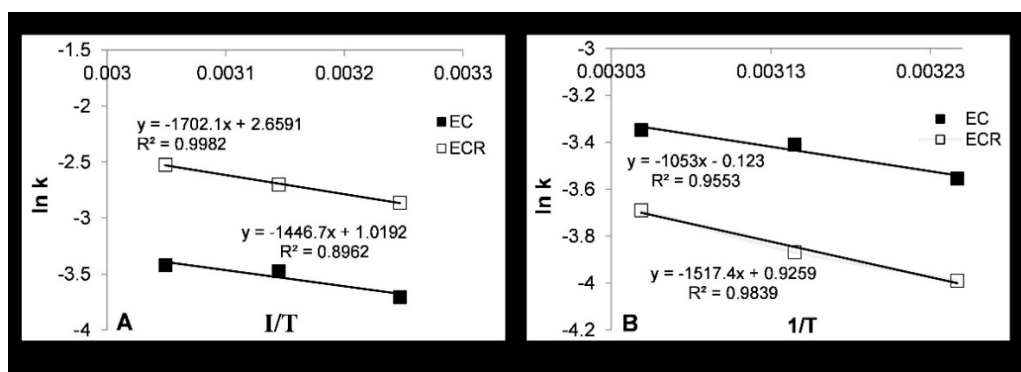 -1.5
0.003
0.0031
0.0032
0.0033
-2
y = -1702.1x + 2.6591
R² = 0.9982
EC
ECR
-2.5
ln k
-3
y = -1446.7x + 1.0192
R² = 0.8962
-3.5
-4
A
I/T
-3
0.00303
0.00313
0.00323
-3.2
EC
ECR
-3.4
y = -1053x - 0.123
R² = 0.9553
-3.6
ln k
-3.8
y = -1517.4x + 0.9259
R² = 0.9839
-4
-4.2
B
1/T